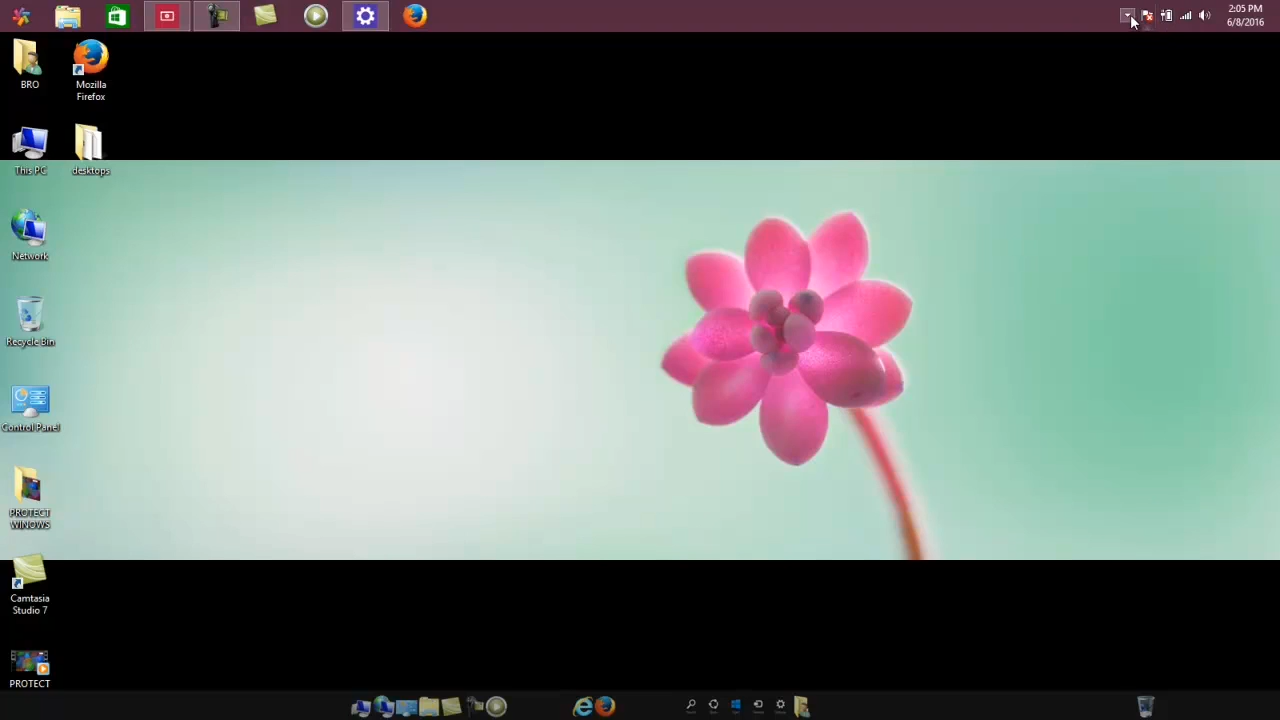 2:05 PM
6/8/2016
BRO
Mozilla
Firefox
This PC
desktops
Network
Recycle Bin
Control Panel
PROTECT
WINOWS
Camtasia
Studio 7
PROTECT